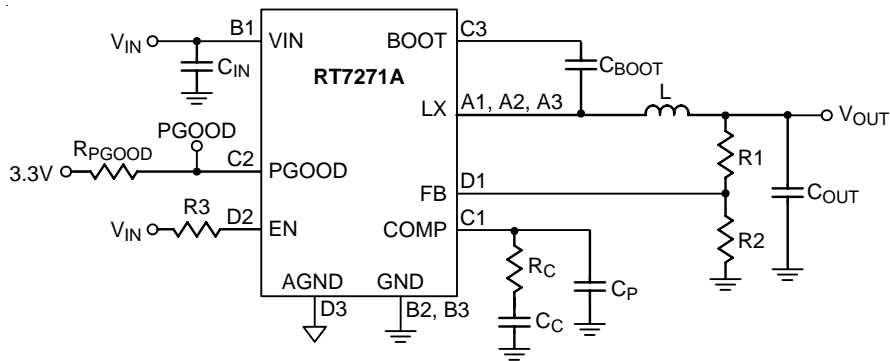 B1
C3
VIN
VIN
BOOT
CIN
RT7271A
CBOOT
L
LX
A1, A2, A3
VOUT
PGOOD
RPGOOD
C2
R1
3.3V
PGOOD
D1
FB
COUT
R3
D2
C1
VIN
EN
COMP
R2
RC
AGND
GND
CP
D3
B2, B3
CC